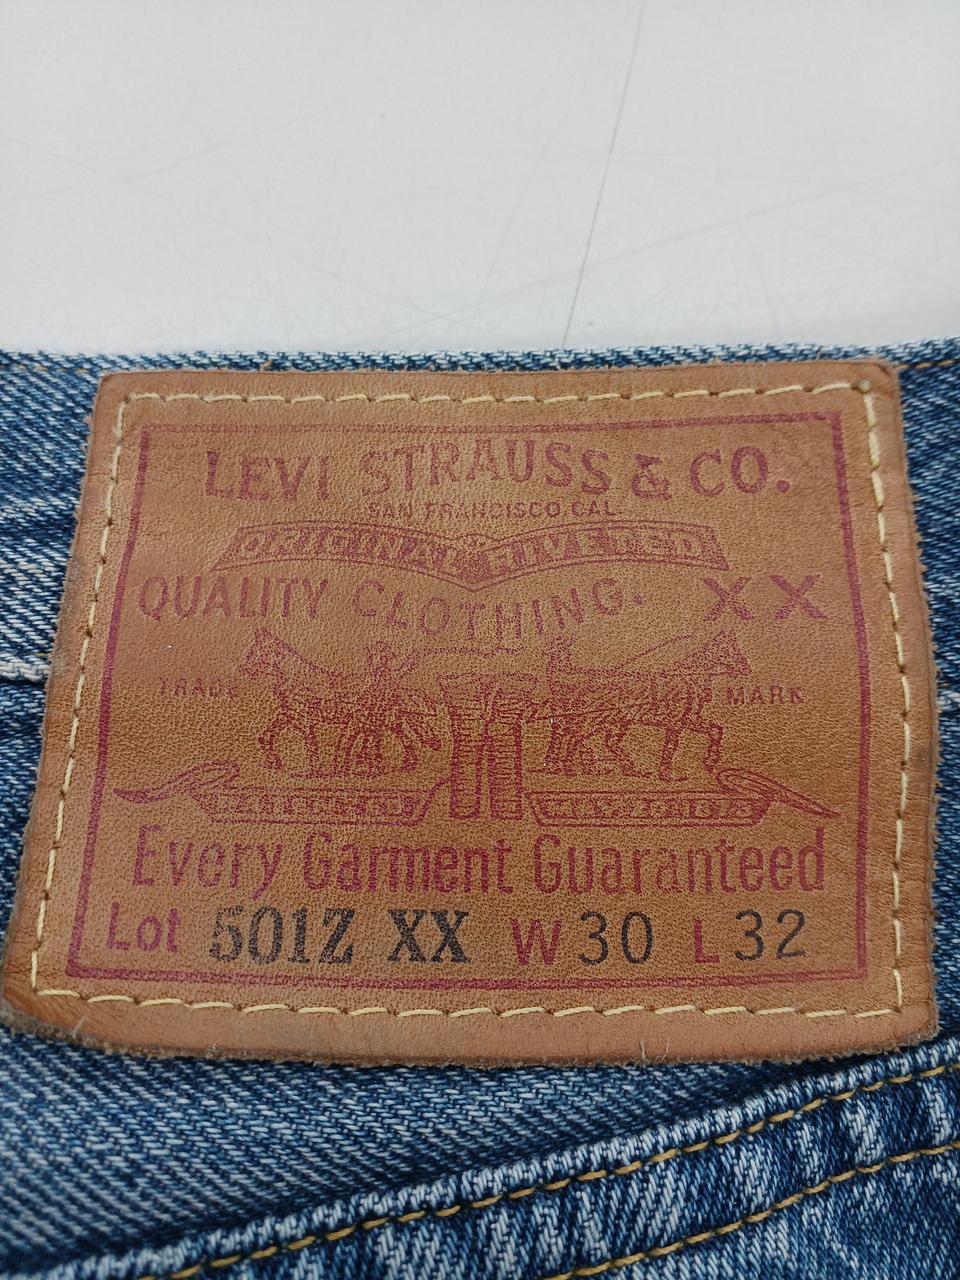 LEVI STRAUSS & CO.
SAN FRANCISCO CAL.
ORIGINAL RIVETED
QUALITY CLOTHING. XX
TRADE MARK
Every Garment Guaranteed
Lot 501Z XX W 30 L 32